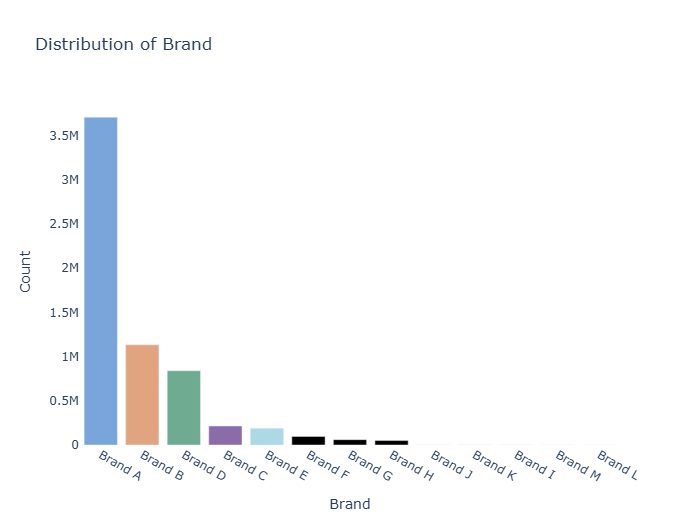 Distribution of Brand
3.5M
3M
2.5M
2M
1.5M
1M
0.5M
0
Count
Brand A
Brand B
Brand D
Brand C
Brand E
Brand F
Brand G
Brand H
Brand J
Brand K
Brand I
Brand M
Brand L
Brand